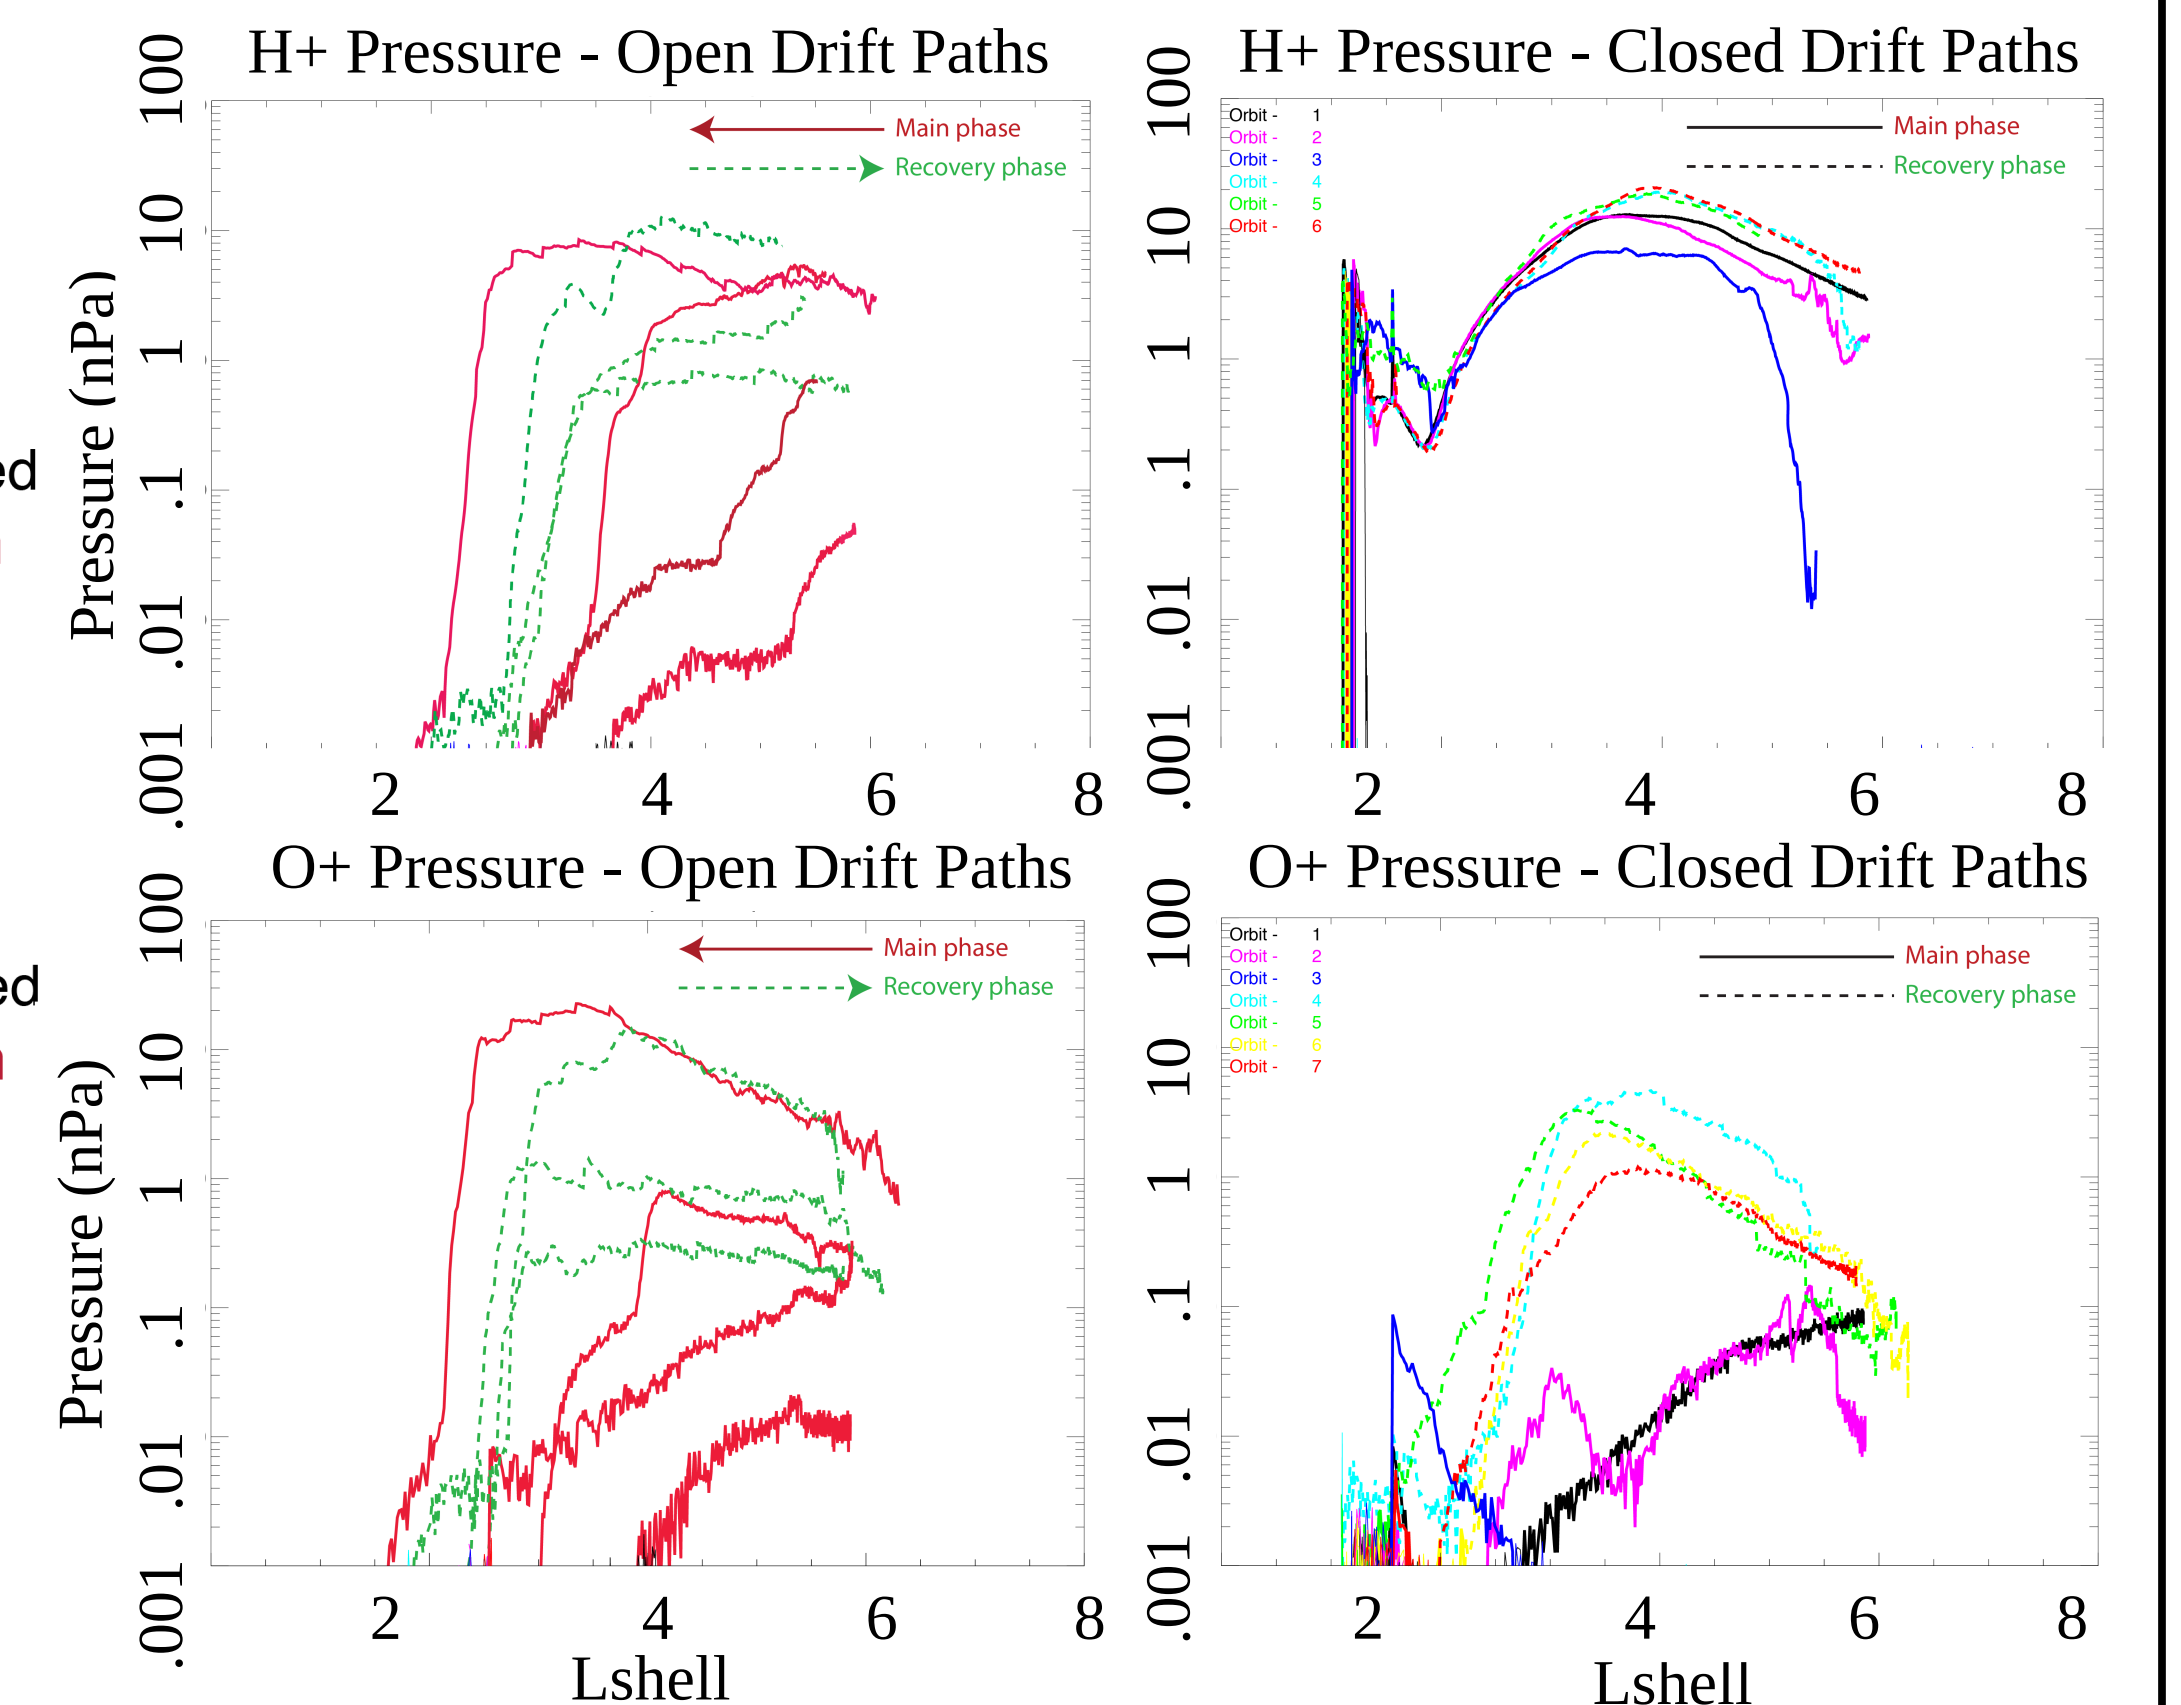 H+ Pressure - Open Drift Paths
Main phase
Recovery phase
Pressure (nPa)
100
10
1
.1
.01
.001
2 4 6 8
H+ Pressure - Closed Drift Paths
Orbit - 1
Orbit - 2
Orbit - 3
Orbit - 4
Orbit - 5
Orbit - 6
Main phase
Recovery phase
100
10
1
.1
.01
.001
2 4 6 8
ed
O+ Pressure - Open Drift Paths
Main phase
Recovery phase
Pressure (nPa)
100
10
1
.1
.01
.001
2 4 6 8
Lshell
O+ Pressure - Closed Drift Paths
Orbit - 1
Orbit - 2
Orbit - 3
Orbit - 4
Orbit - 5
Orbit - 6
Orbit - 7
Main phase
Recovery phase
100
10
1
.1
.01
.001
2 4 6 8
Lshell
ed